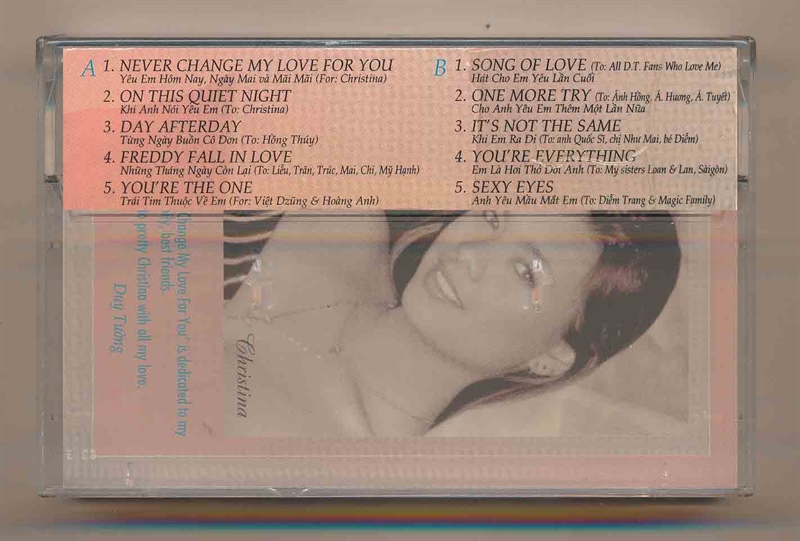 A 1. NEVER CHANGE MY LOVE FOR YOU
Yêu Em Hôm Nay, Ngày Mai và Mãi Mãi (For: Christina)
2. ON THIS QUIET NIGHT
Khi Anh Nói Yêu Em (To: Christina)
3. DAY AFTERDAY
Từng Ngày Buồn Cô Đơn (To: Hồng Thúy)
4. FREDDY FALL IN LOVE
Những Tháng Ngày Còn Lại (To: Liễu, Trân, Trúc, Mai, Chi, Mỹ Hạnh)
5. YOU'RE THE ONE
Trái Tim Thuộc Về Em (For: Việt Dzũng & Hoàng Anh)
B 1. SONG OF LOVE (To: All D.T. Fans Who Love Me)
Hát Cho Em Yêu Lần Cuối
2. ONE MORE TRY (To: Ánh Hồng, Á. Hương, Á. Tuyết)
Cho Anh Yêu Em Thêm Một Lần Nữa
3. IT'S NOT THE SAME
Khi Em Ra Đi (To: anh Quốc Sĩ, chị Như Mai, bé Diễm)
4. YOU'RE EVERYTHING
Em Là Hơi Thở Đời Anh (To: My sisters Loan & Lan, Sàigòn)
5. SEXY EYES
Anh Yêu Mầu Mắt Em (To: Diễm Trang & Magic Family)
Change My Love For You" is dedicated to my
best friends.
pretty Christina with all my love.
Duy Tường
Christina